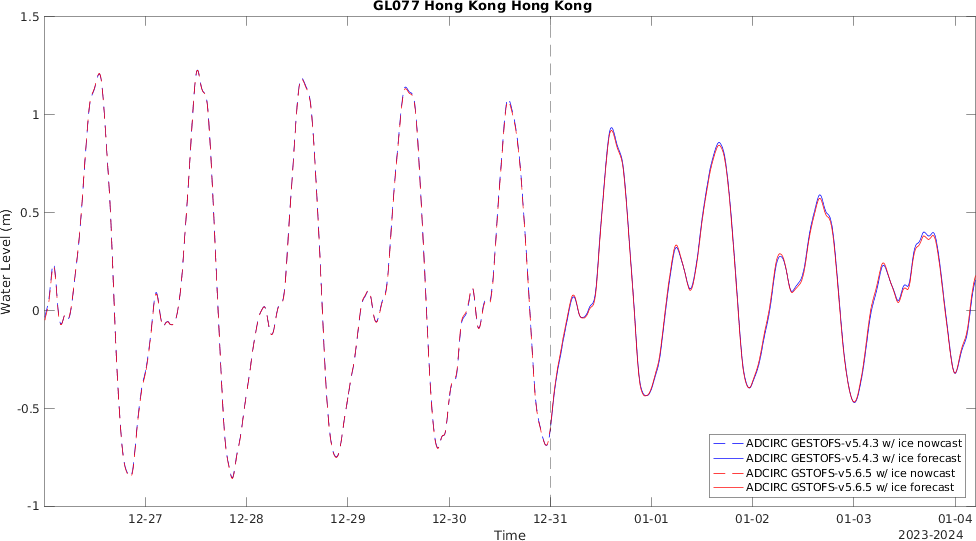 GL077 Hong Kong Hong Kong
1.5
1
0.5
0
-0.5
-1
Water Level (m)
12-27 12-28 12-29 12-30 12-31 01-01 01-02 01-03 01-04
Time
2023-2024
ADCIRC GESTOFS-v5.4.3 w/ ice nowcast
ADCIRC GESTOFS-v5.4.3 w/ ice forecast
ADCIRC GSTOFS-v5.6.5 w/ ice nowcast
ADCIRC GSTOFS-v5.6.5 w/ ice forecast